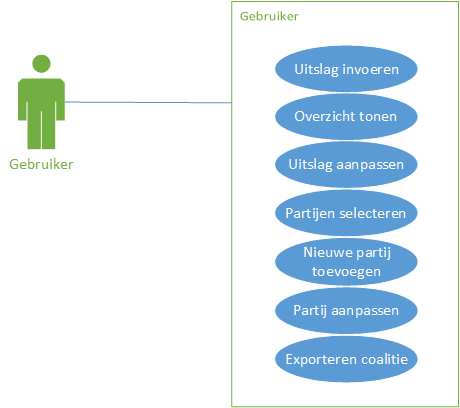 Gebruiker
Gebruiker
Uitslag invoeren
Overzicht tonen
Uitslag aanpassen
Partijen selecteren
Nieuwe partij
toevoegen
Partij aanpassen
Exporteren coalitie